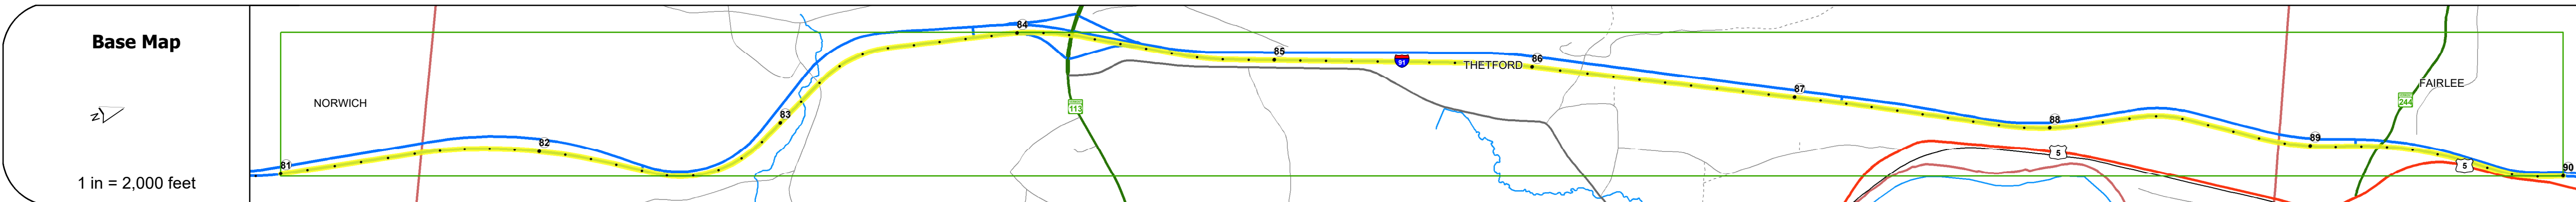 Base Map
N
1 in = 2,000 feet
NORWICH
81
82
83
84
113
85
91
THETFORD
86
87
88
5
244
FAIRLEE
89
5
90